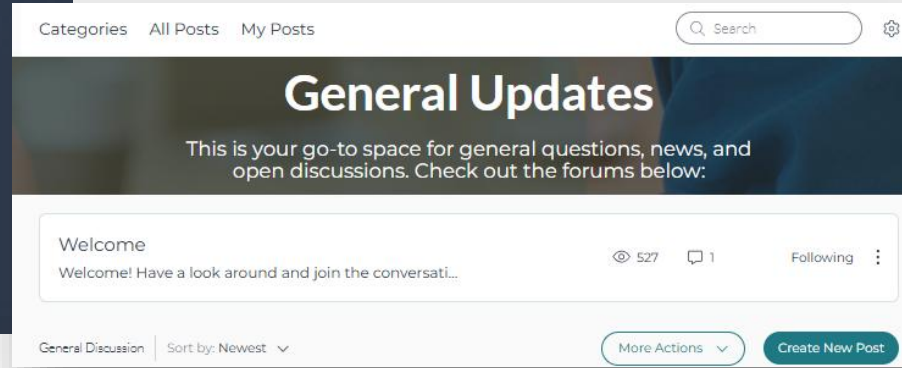 Categories All Posts My Posts Search
General Updates
This is your go-to space for general questions, news, and
open discussions. Check out the forums below:
Welcome
Welcome! Have a look around and join the conversati...
527 1 Following
General Discussion Sort by: Newest More Actions Create New Post